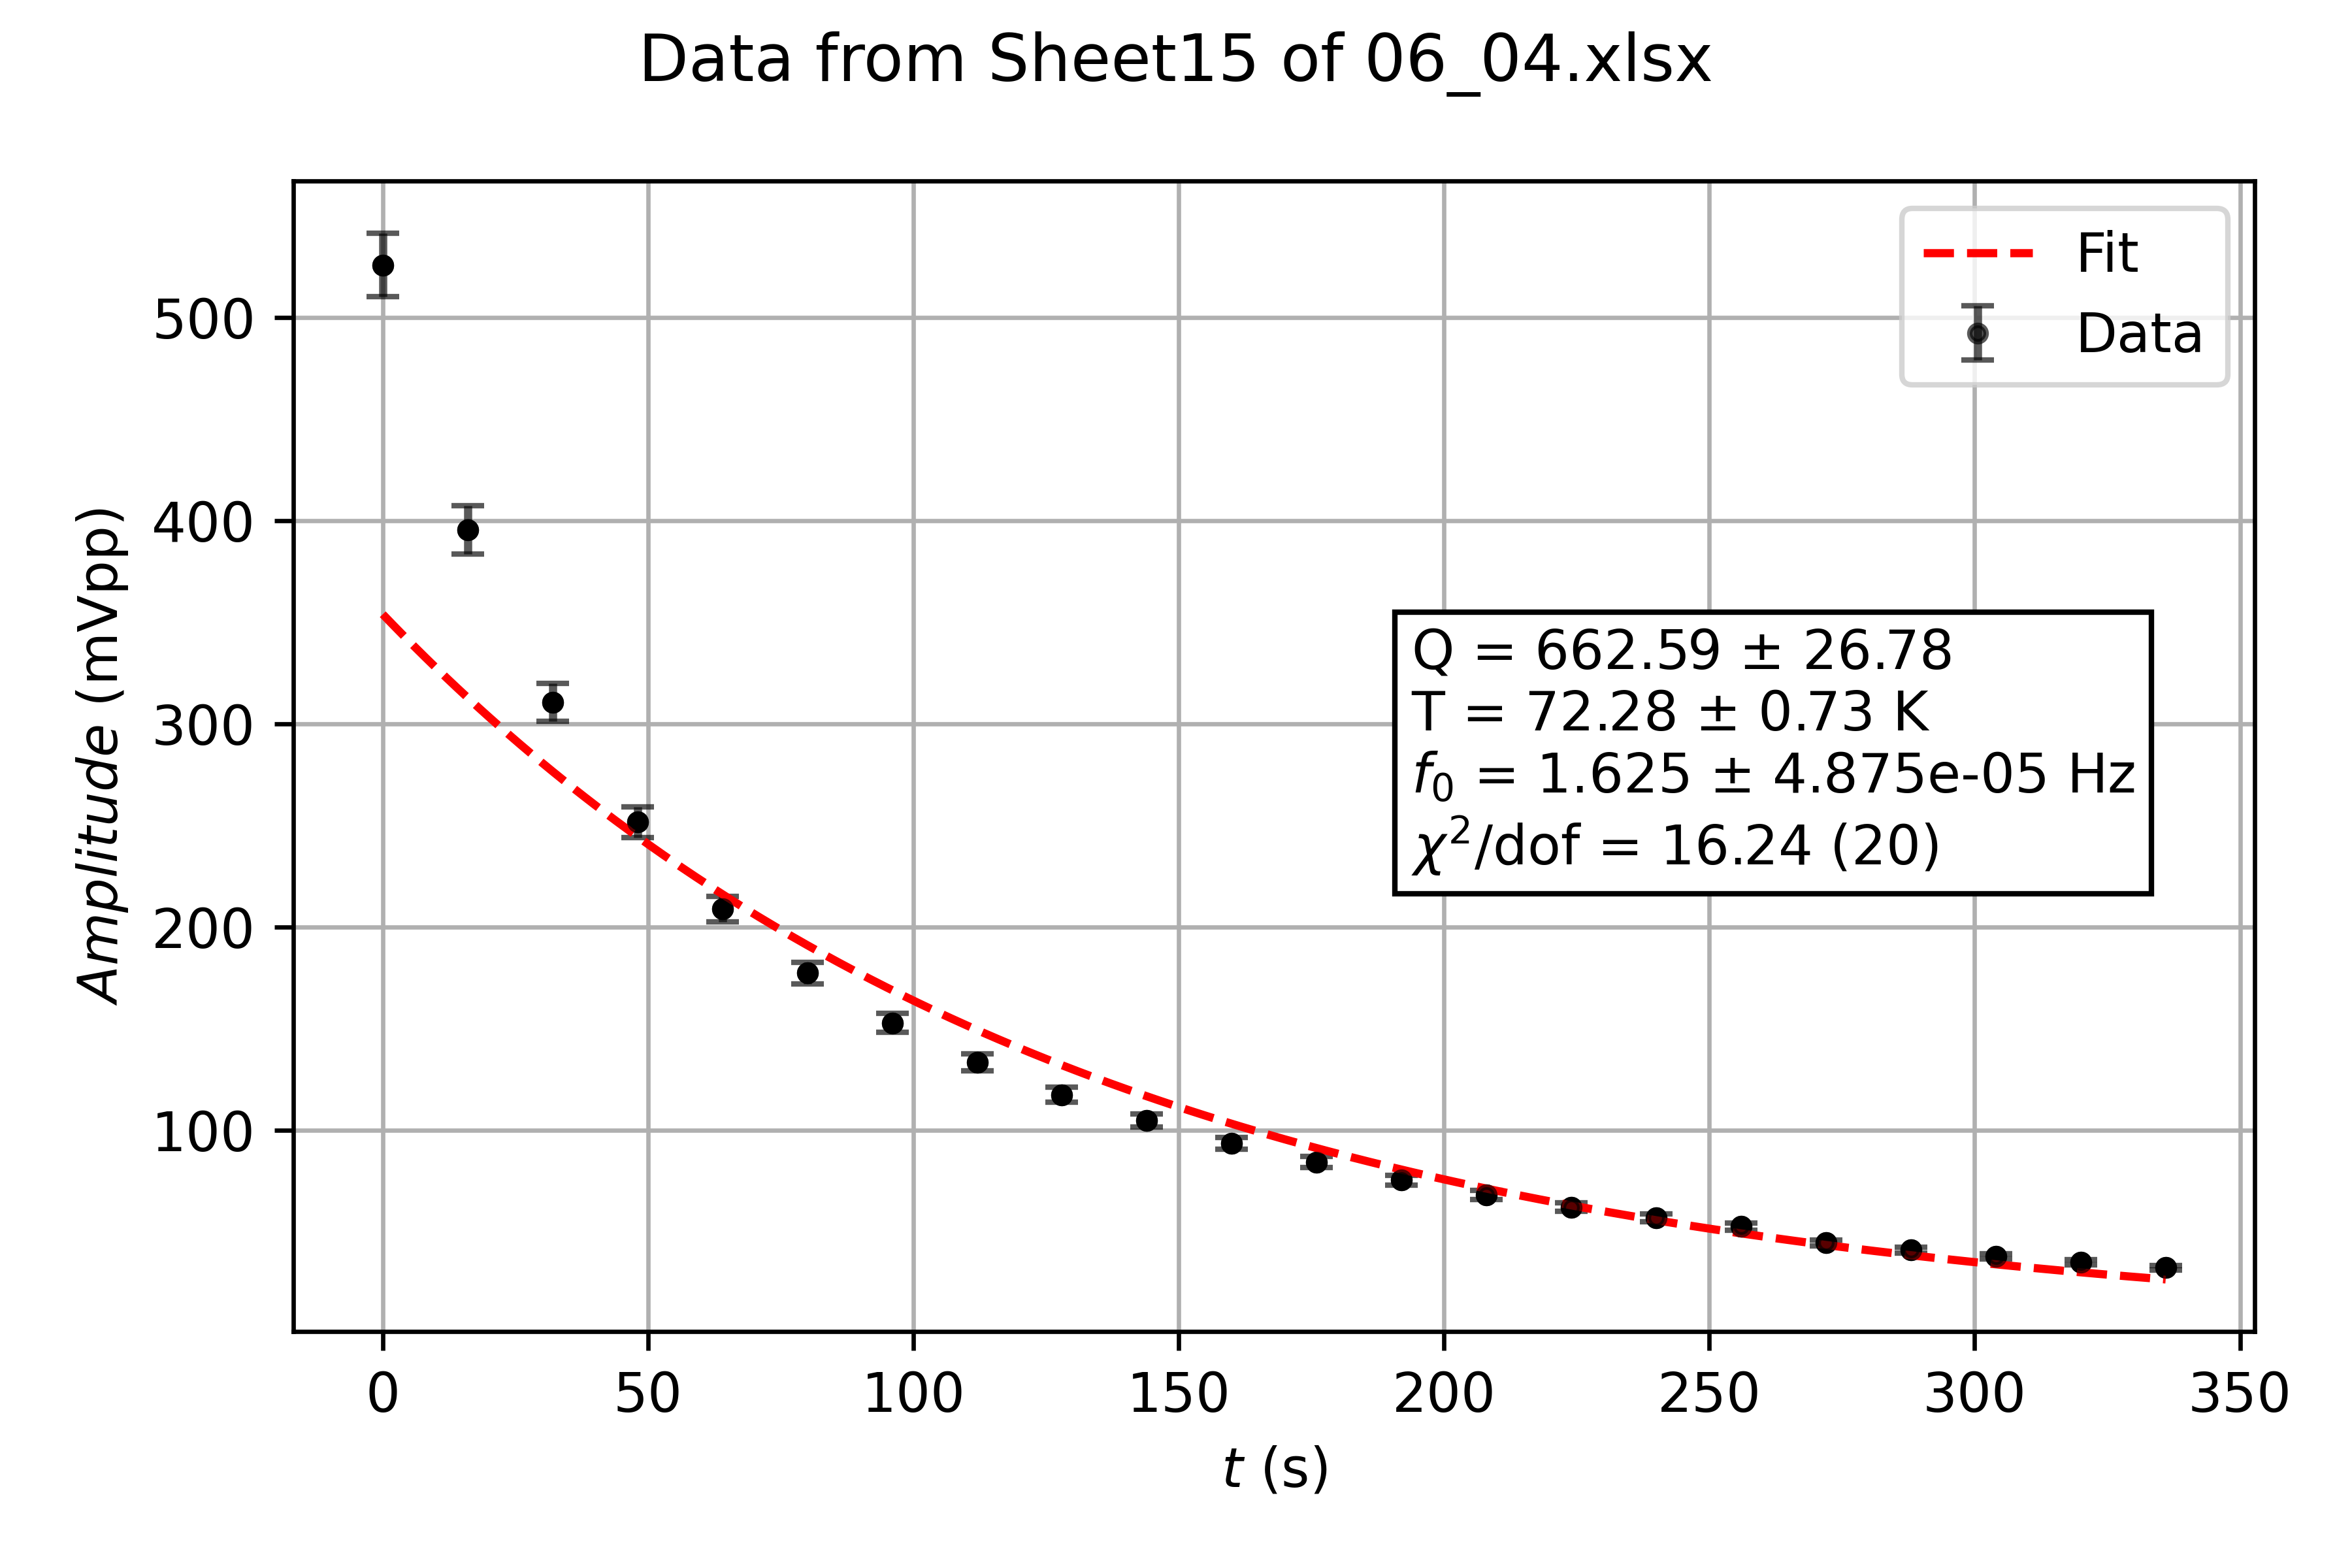 Data from Sheet15 of 06_04.xlsx
Amplitude (mVpp)
500
400
300
200
100
Fit
Data
Q = 662.59 ± 26.78
T = 72.28 ± 0.73 K
f₀ = 1.625 ± 4.875e-05 Hz
χ²/dof = 16.24 (20)
0 50 100 150 200 250 300 350
t (s)